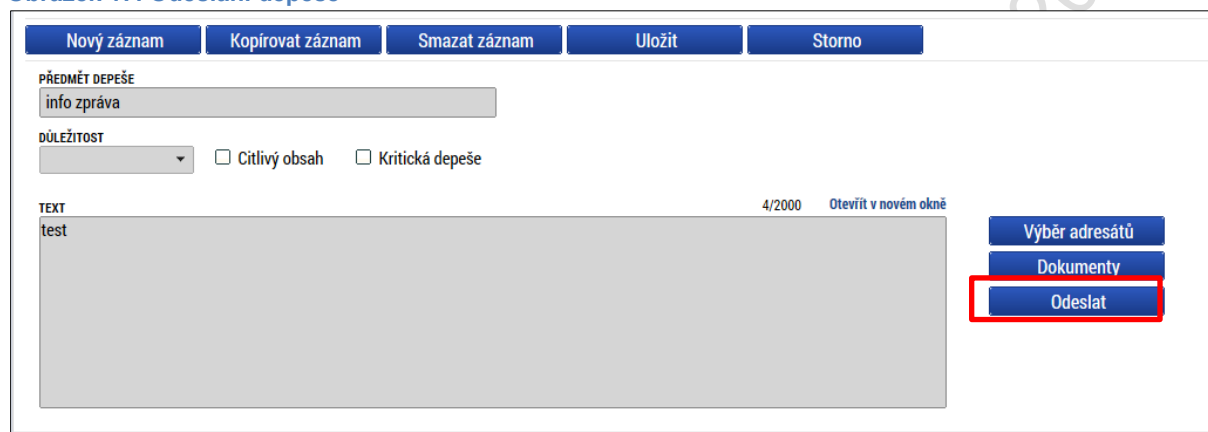 Nový záznam Kopírovat záznam Smazat záznam Uložit Storno
PŘEDMĚT DEPEŠE
info zpráva
DŮLEŽITOST
Citlivý obsah Kritická depeše
TEXT 4/2000 Otevřít v novém okně
test
Výběr adresátů
Dokumenty
Odeslat